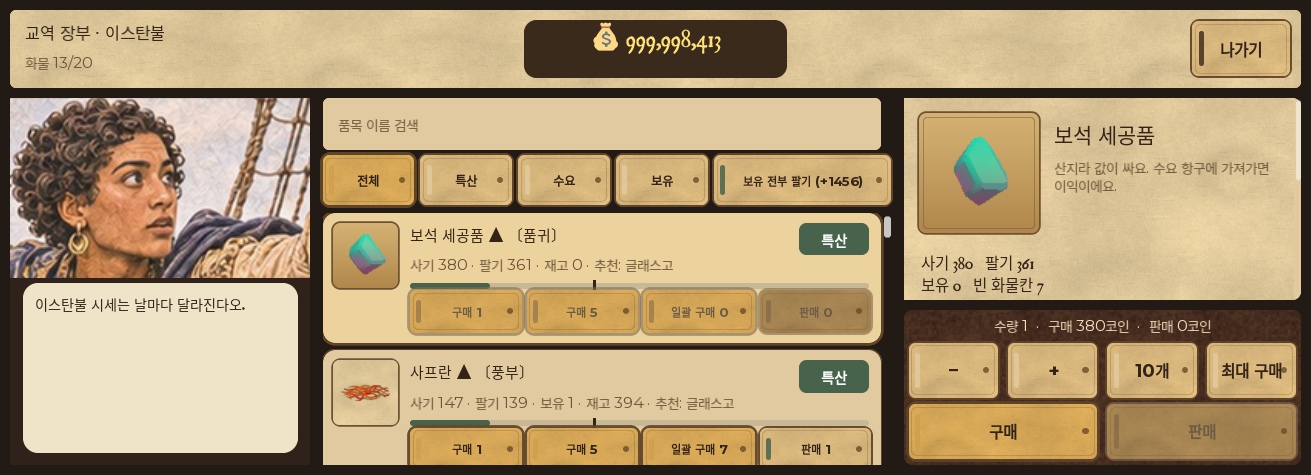 교역 장부 · 이스탄불
화물 13/20
999,998,413
나가기
이스탄불 시세는 날마다 달라진다오.
품목 이름 검색
전체
특산
수요
보유
보유 전부 팔기 (+1456)
보석 세공품 ▲ 〔품귀〕
특산
사기 380 · 팔기 361 · 재고 0 · 추천: 글래스고
구매 1
구매 5
일괄 구매 0
판매 0
사프란 ▲ 〔풍부〕
특산
사기 147 · 팔기 139 · 보유 1 · 재고 394 · 추천: 글래스고
구매 1
구매 5
일괄 구매 7
판매 1
보석 세공품
산지라 값이 싸요. 수요 항구에 가져가면
이익이에요.
사기 380 팔기 361
보유 0 빈 화물칸 7
수량 1 · 구매 380코인 · 판매 0코인
−
+
10개
최대 구매
구매
판매